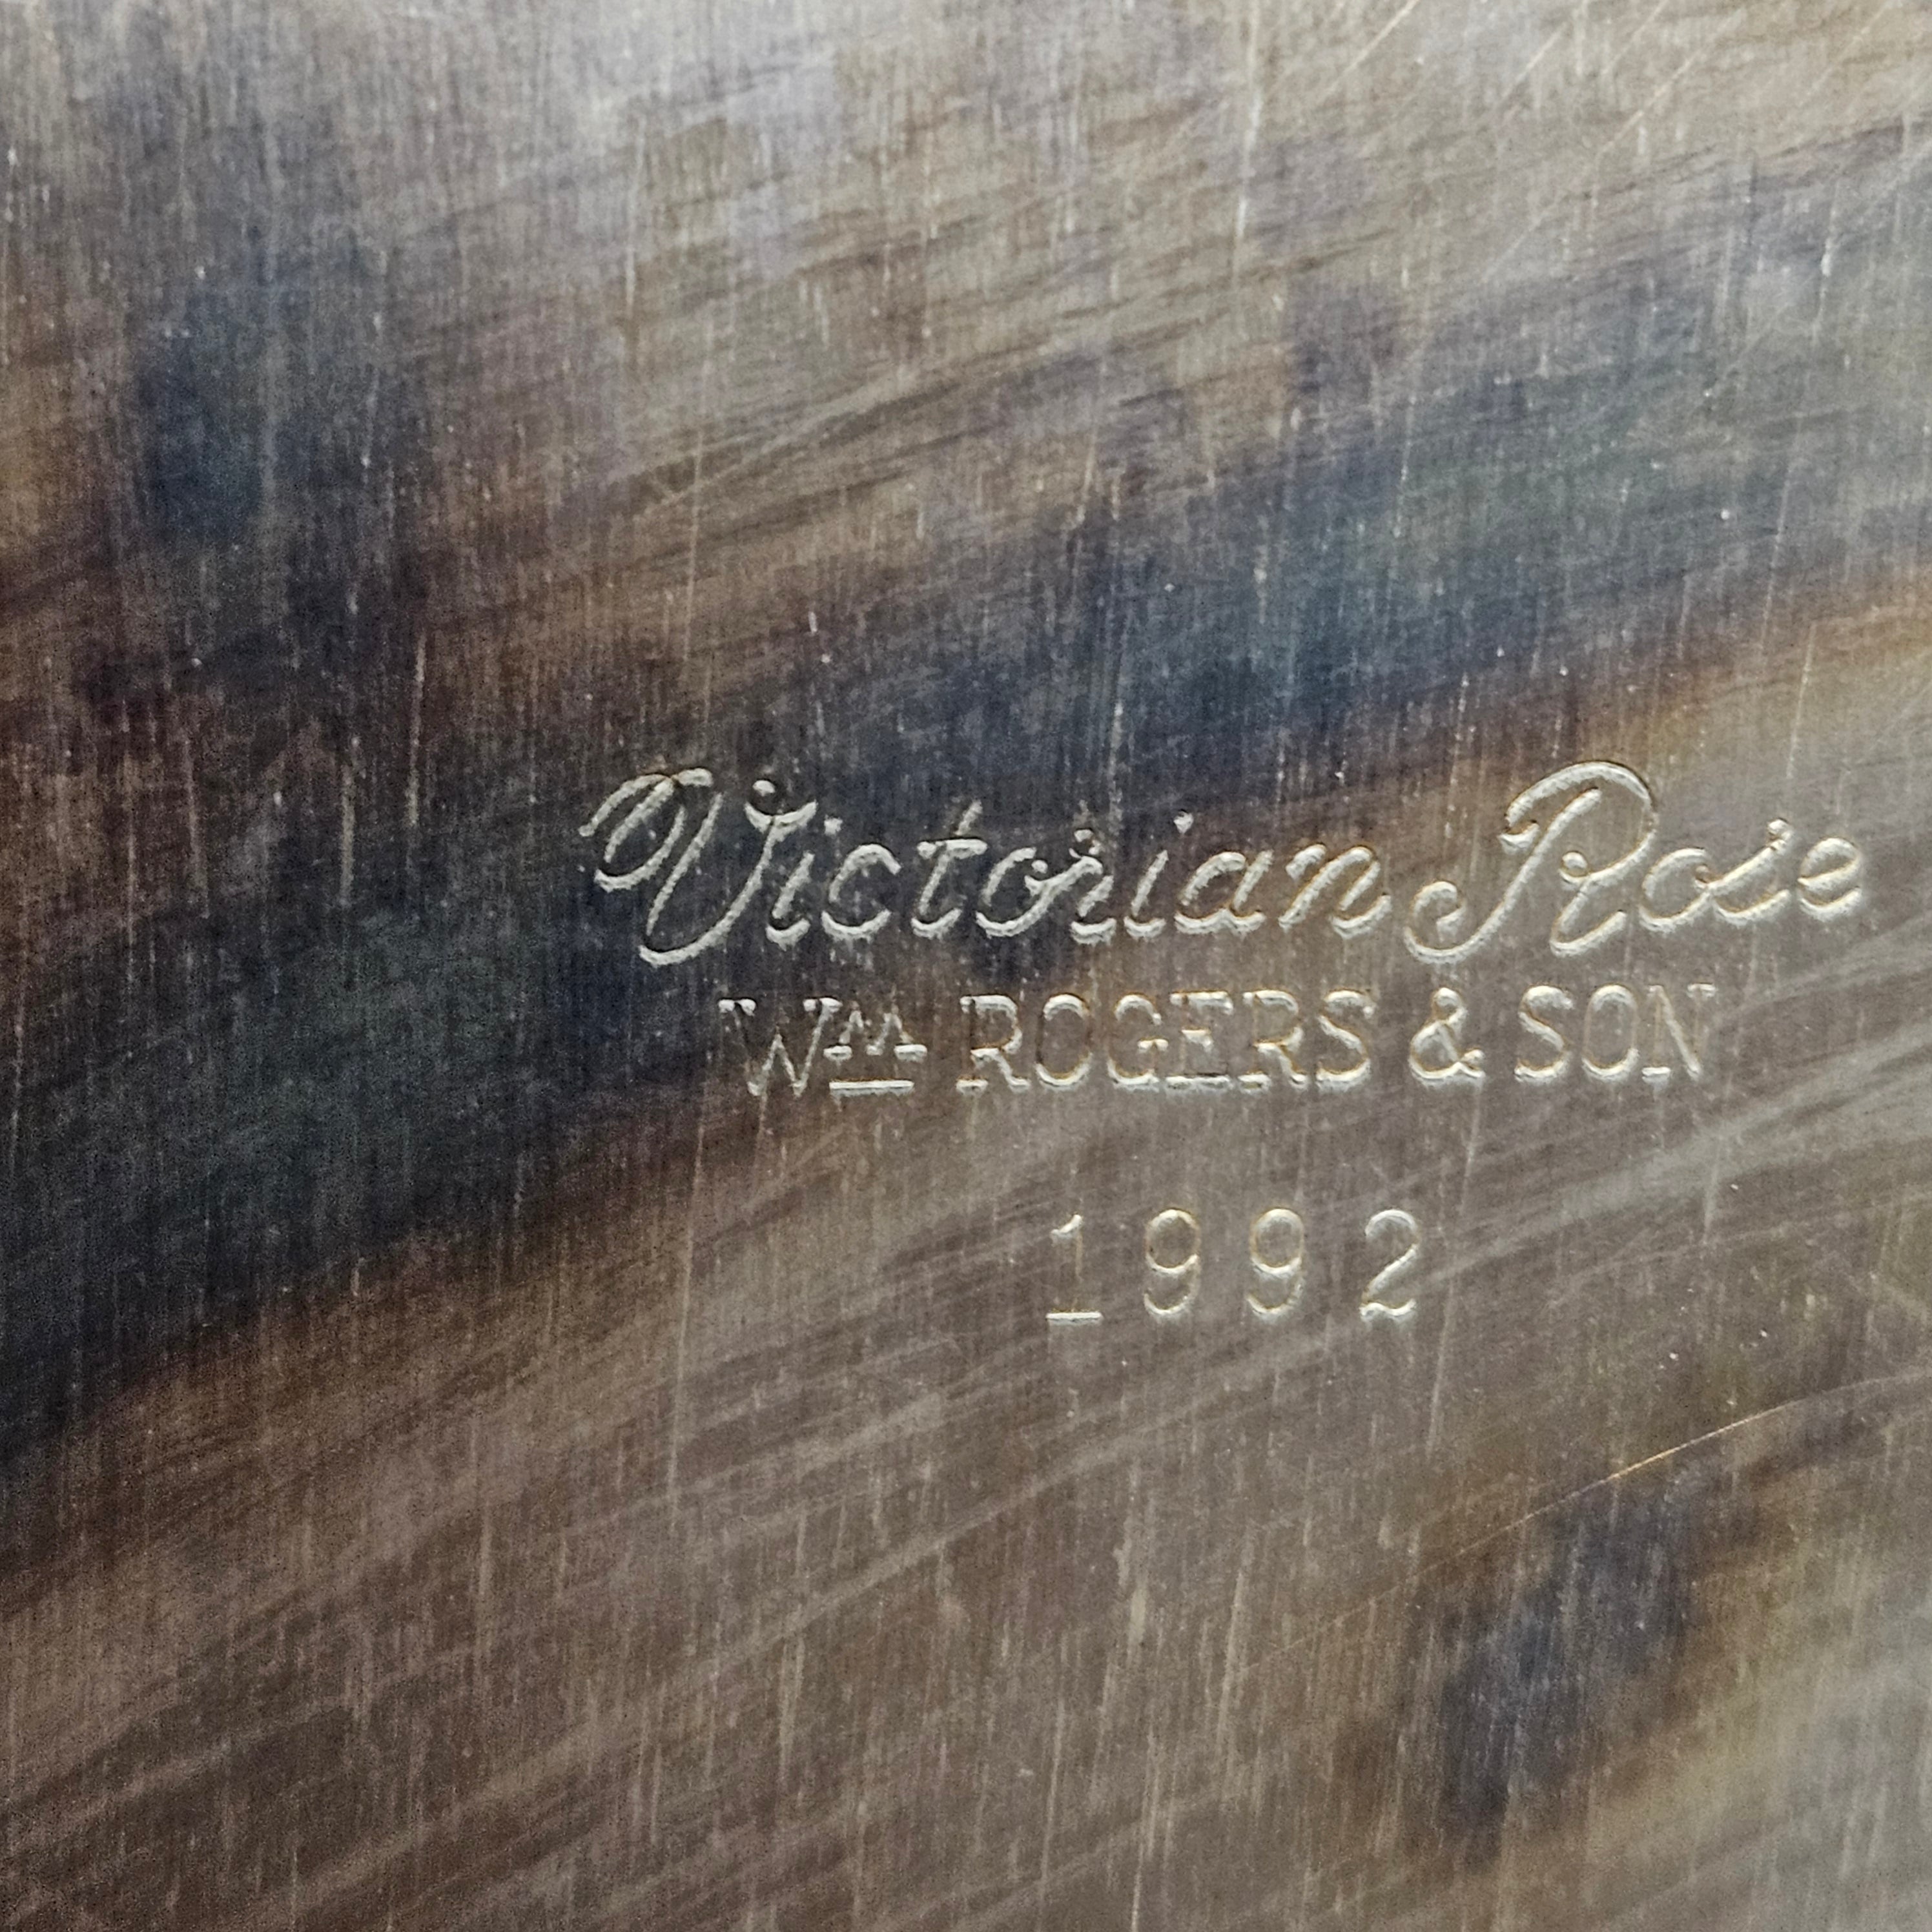 Victorian Rose
Wm ROGERS & SON
1992